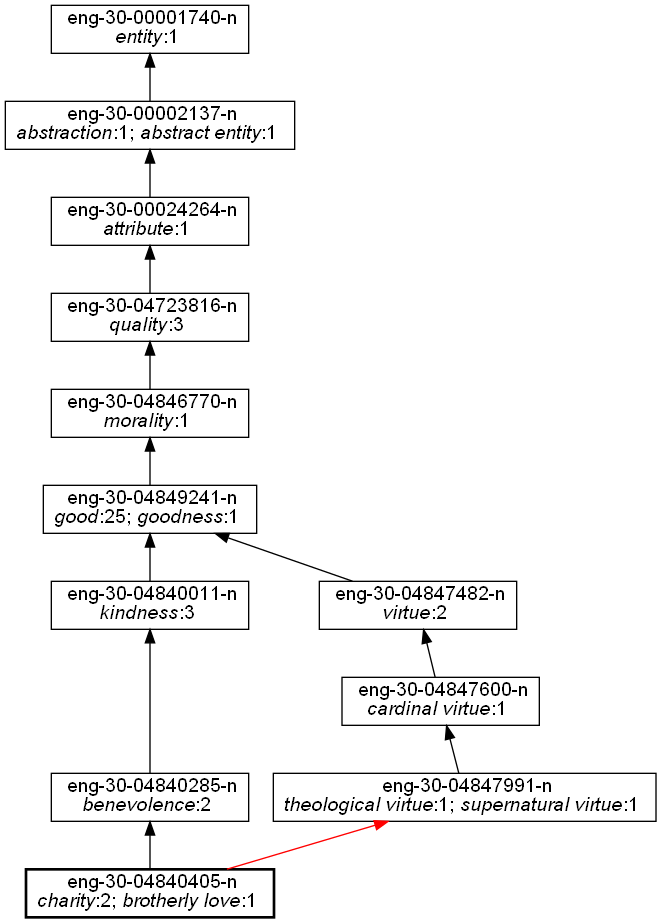 eng-30-00001740-n
entity:1
eng-30-00002137-n
abstraction:1; abstract entity:1
eng-30-00024264-n
attribute:1
eng-30-04723816-n
quality:3
eng-30-04846770-n
morality:1
eng-30-04849241-n
good:25; goodness:1
eng-30-04840011-n
kindness:3
eng-30-04847482-n
virtue:2
eng-30-04847600-n
cardinal virtue:1
eng-30-04840285-n
benevolence:2
eng-30-04847991-n
theological virtue:1; supernatural virtue:1
eng-30-04840405-n
charity:2; brotherly love:1